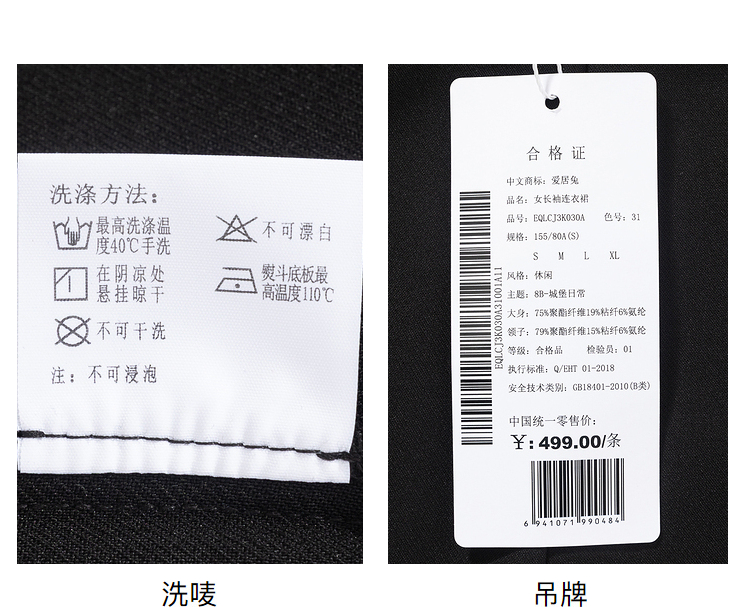 洗涤方法:
最高洗涤温
度40℃手洗
不可漂白
在阴凉处
悬挂晾干
熨斗底板最
高温度110℃
不可干洗
注: 不可浸泡
合格证
中文商标: 爱居兔
品名: 女长袖连衣裙
品号: EQLCJ3K030A 色号: 31
规格: 155/80A(S)
S M L XL
风格: 休闲
主题: 8B-城堡日常
大身: 75%聚酯纤维19%粘纤6%氨纶
领子: 79%聚酯纤维15%粘纤6%氨纶
等级: 合格品 检验员: 01
执行标准: Q/EHT 01-2018
安全技术类别: GB18401-2010(B类)
中国统一零售价:
¥: 499.00/条
6 941071 990484
EQLCJ3K030A31001A11
洗唛
吊牌